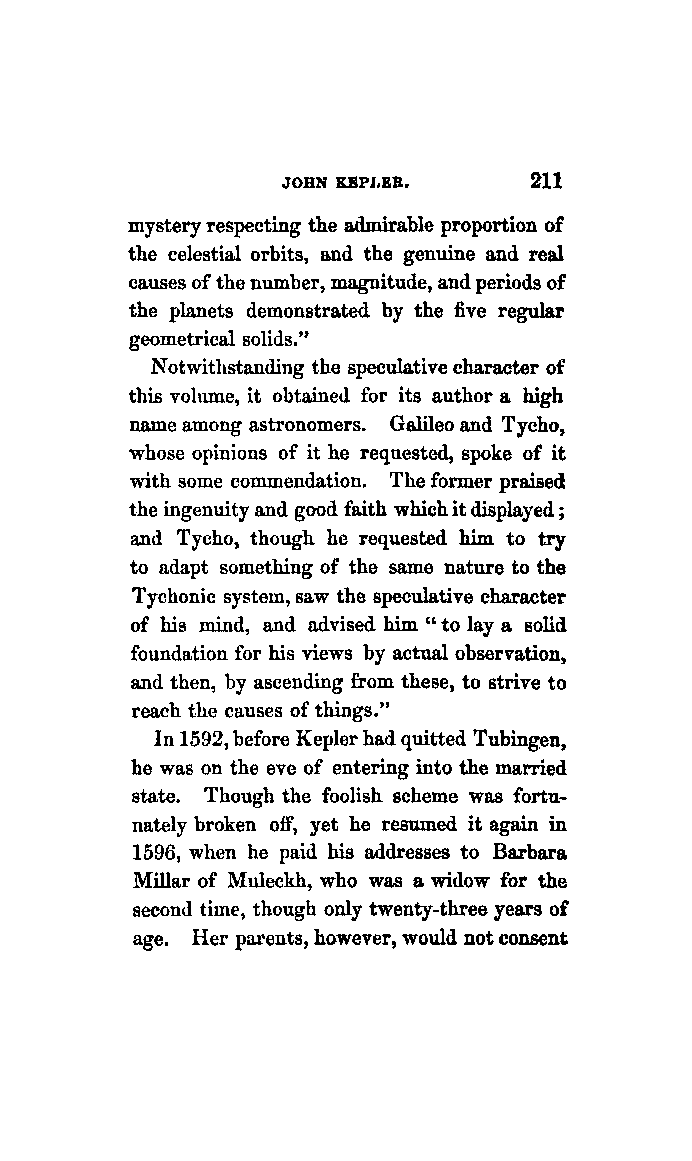 JOHN KEPLER. 211
mystery respecting the admirable proportion of
the celestial orbits, and the genuine and real
causes of the number, magnitude, and periods of
the planets demonstrated by the five regular
geometrical solids."
Notwithstanding the speculative character of
this volume, it obtained for its author a high
name among astronomers. Galileo and Tycho,
whose opinions of it he requested, spoke of it
with some commendation. The former praised
the ingenuity and good faith which it displayed;
and Tycho, though he requested him to try
to adapt something of the same nature to the
Tychonic system, saw the speculative character
of his mind, and advised him "to lay a solid
foundation for his views by actual observation,
and then, by ascending from these, to strive to
reach the causes of things."
In 1592, before Kepler had quitted Tubingen,
he was on the eve of entering into the married
state. Though the foolish scheme was fortu-
nately broken off, yet he resumed it again in
1596, when he paid his addresses to Barbara
Millar of Muleckh, who was a widow for the
second time, though only twenty-three years of
age. Her parents, however, would not consent